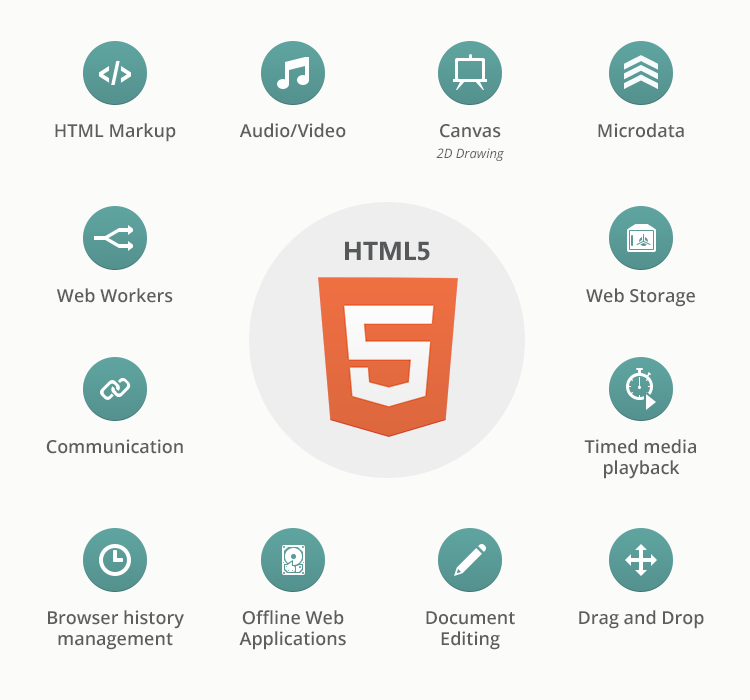 HTML Markup
Audio/Video
Canvas
2D Drawing
Microdata
Web Workers
HTML5
5
Web Storage
Communication
Timed media
playback
Browser history
management
Offline Web
Applications
Document
Editing
Drag and Drop